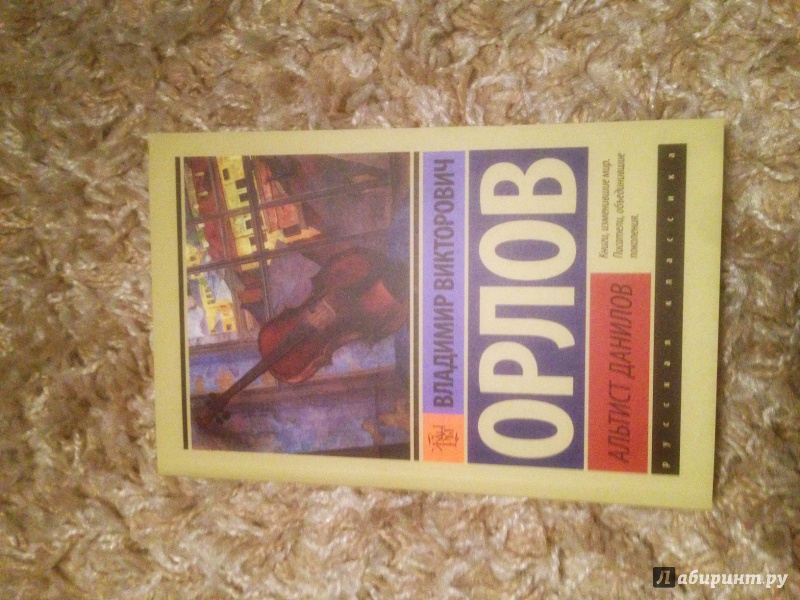 ВЛАДИМИР ВИКТОРОВИЧ
ОРЛОВ
АЛЬТИСТ ДАНИЛОВ
Книги, изменившие мир.
Писатели, объединившие
поколения.
русская классика
Лабиринт.ру